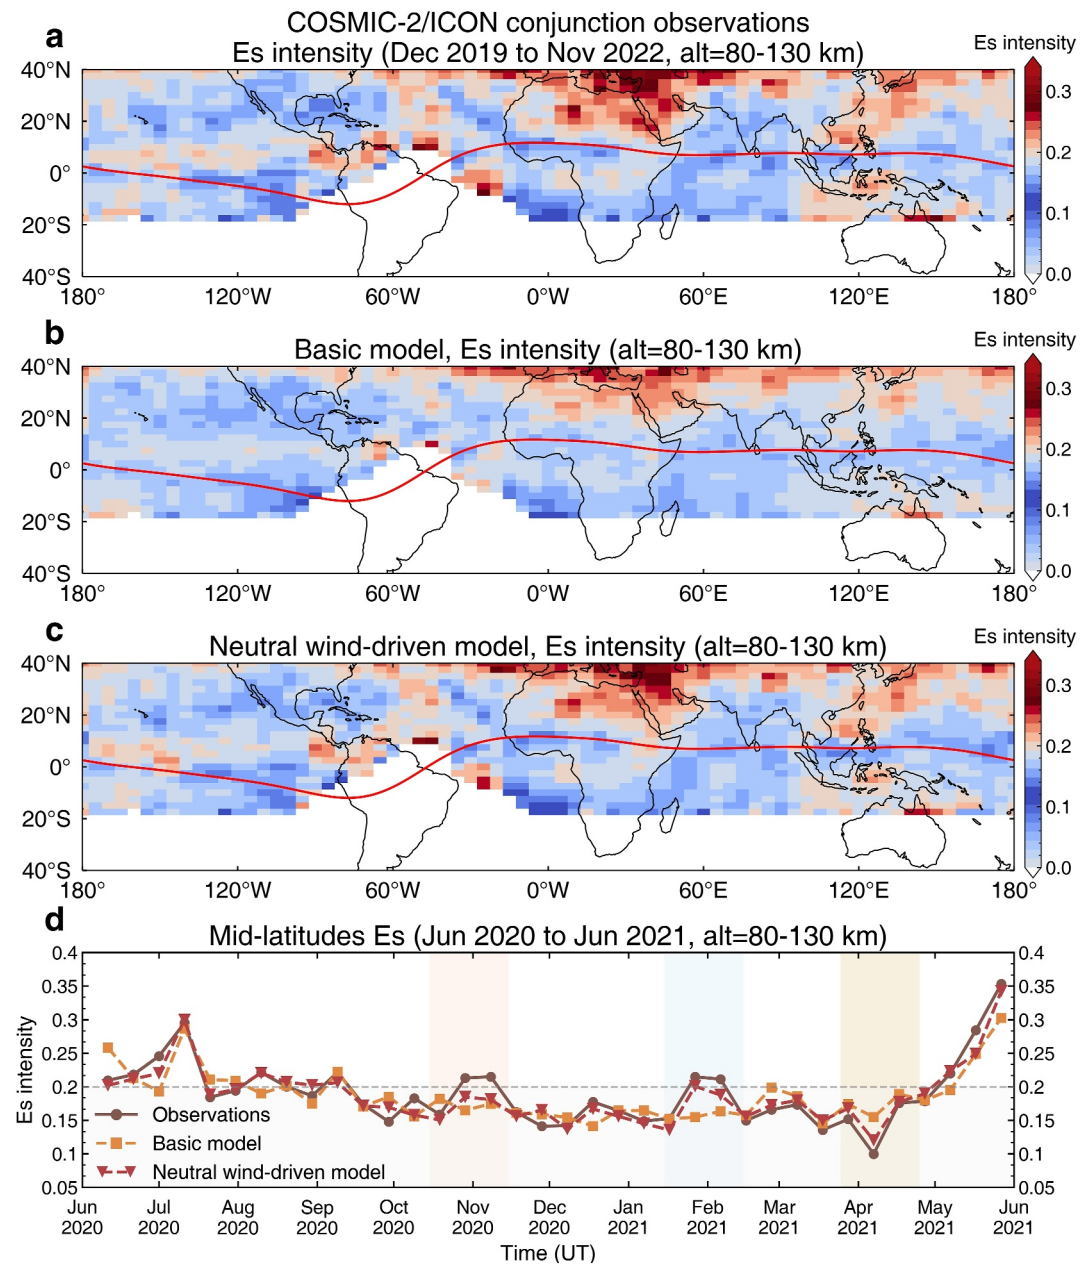 a
COSMIC-2/ICON conjunction observations
Es intensity (Dec 2019 to Nov 2022, alt=80-130 km)
Es intensity
40°N
20°N
0°
20°S
40°S
180°
120°W
60°W
0°W
60°E
120°E
180°
0.3
0.2
0.1
0.0
b
Basic model, Es intensity (alt=80-130 km)
Es intensity
40°N
20°N
0°
20°S
40°S
180°
120°W
60°W
0°W
60°E
120°E
180°
0.3
0.2
0.1
0.0
c
Neutral wind-driven model, Es intensity (alt=80-130 km)
Es intensity
40°N
20°N
0°
20°S
40°S
180°
120°W
60°W
0°W
60°E
120°E
180°
0.3
0.2
0.1
0.0
d
Mid-latitudes Es (Jun 2020 to Jun 2021, alt=80-130 km)
Es intensity
0.4
0.35
0.3
0.25
0.2
0.15
0.1
0.05
Observations
Basic model
Neutral wind-driven model
0.4
0.35
0.3
0.25
0.2
0.15
0.1
0.05
Jun Jul Aug Sep Oct Nov Dec Jan Feb Mar Apr May Jun
2020 2020 2020 2020 2020 2020 2020 2021 2021 2021 2021 2021 2021
Time (UT)